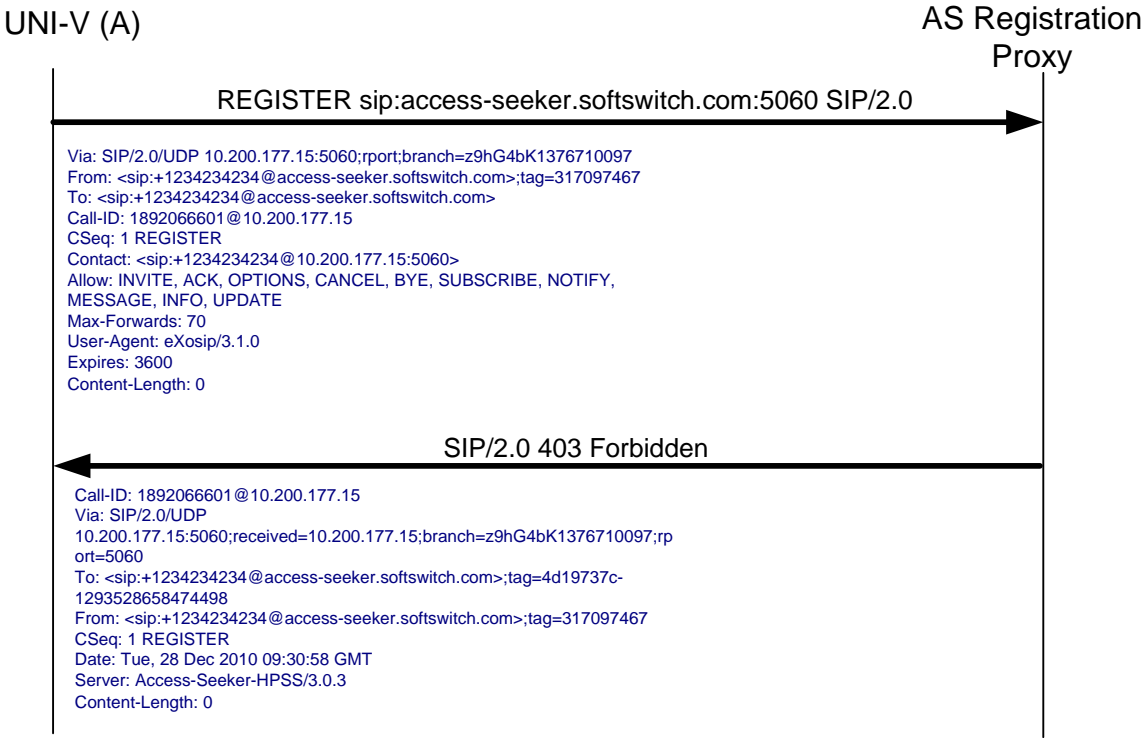 UNI-V (A)
AS Registration
Proxy
REGISTER sip:access-seeker.softswitch.com:5060 SIP/2.0
Via: SIP/2.0/UDP 10.200.177.15:5060;rport;branch=z9hG4bK1376710097
From: <sip:+1234234234@access-seeker.softswitch.com>;tag=317097467
To: <sip:+1234234234@access-seeker.softswitch.com>
Call-ID: 1892066601@10.200.177.15
CSeq: 1 REGISTER
Contact: <sip:+1234234234@10.200.177.15:5060>
Allow: INVITE, ACK, OPTIONS, CANCEL, BYE, SUBSCRIBE, NOTIFY,
MESSAGE, INFO, UPDATE
Max-Forwards: 70
User-Agent: eXosip/3.1.0
Expires: 3600
Content-Length: 0
SIP/2.0 403 Forbidden
Call-ID: 1892066601@10.200.177.15
Via: SIP/2.0/UDP
10.200.177.15:5060;received=10.200.177.15;branch=z9hG4bK1376710097;rp
ort=5060
To: <sip:+1234234234@access-seeker.softswitch.com>;tag=4d19737c-
1293528658474498
From: <sip:+1234234234@access-seeker.softswitch.com>;tag=317097467
CSeq: 1 REGISTER
Date: Tue, 28 Dec 2010 09:30:58 GMT
Server: Access-Seeker-HPSS/3.0.3
Content-Length: 0